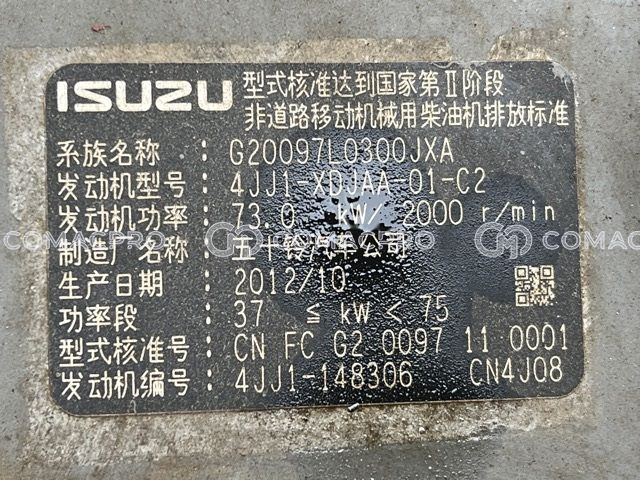 ISUZU 型式核准达到国家第Ⅱ阶段
非道路移动机械用柴油机排放标准
系族名称: G20097L0300JXA
发动机型号: 4JJ1-XDJAA-01-C2
发动机功率: 73.0 kW/ 2000 r/min
制造厂名称: 五十铃汽车公司
生产日期: 2012/10
功率段: 37 ≤ kW < 75
型式核准号: CN FC G2 0097 11 0001
发动机编号: 4JJ1-148306 CN4JQ8
COMACPRO COMACPRO